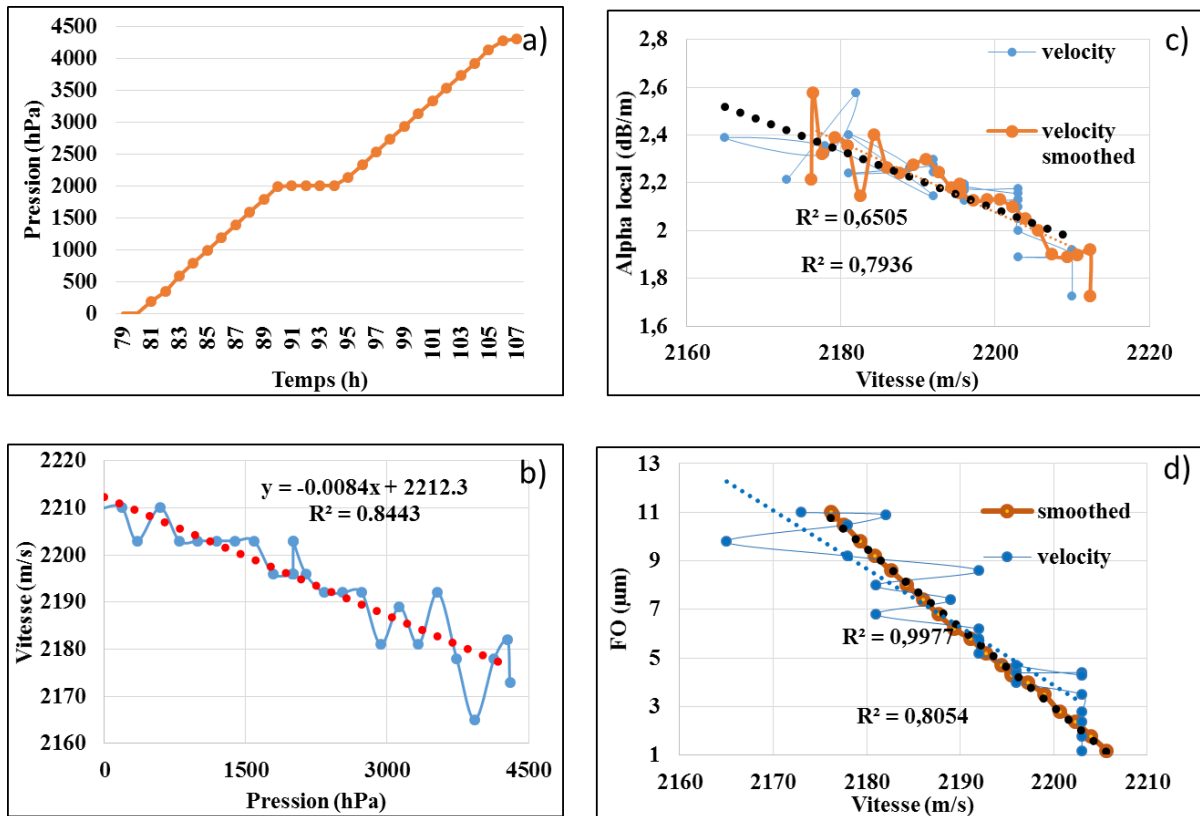 a)
4500
4000
3500
3000
2500
2000
1500
1000
500
0
Pression (hPa)
79
81
83
85
87
89
91
93
95
97
99
101
103
105
107
Temps (h)
c)
2,8
2,6
2,4
2,2
2
1,8
1,6
Alpha local (dB/m)
velocity
velocity
smoothed
R² = 0,6505
R² = 0,7936
2160 2180 2200 2220
Vitesse (m/s)
b)
2220
2210
2200
2190
2180
2170
2160
Vitesse (m/s)
y = -0.0084x + 2212.3
R² = 0.8443
0 1500 3000 4500
Pression (hPa)
d)
13
11
9
7
5
3
1
FO (µm)
smoothed
velocity
R² = 0,9977
R² = 0,8054
2160 2170 2180 2190 2200 2210
Vitesse (m/s)